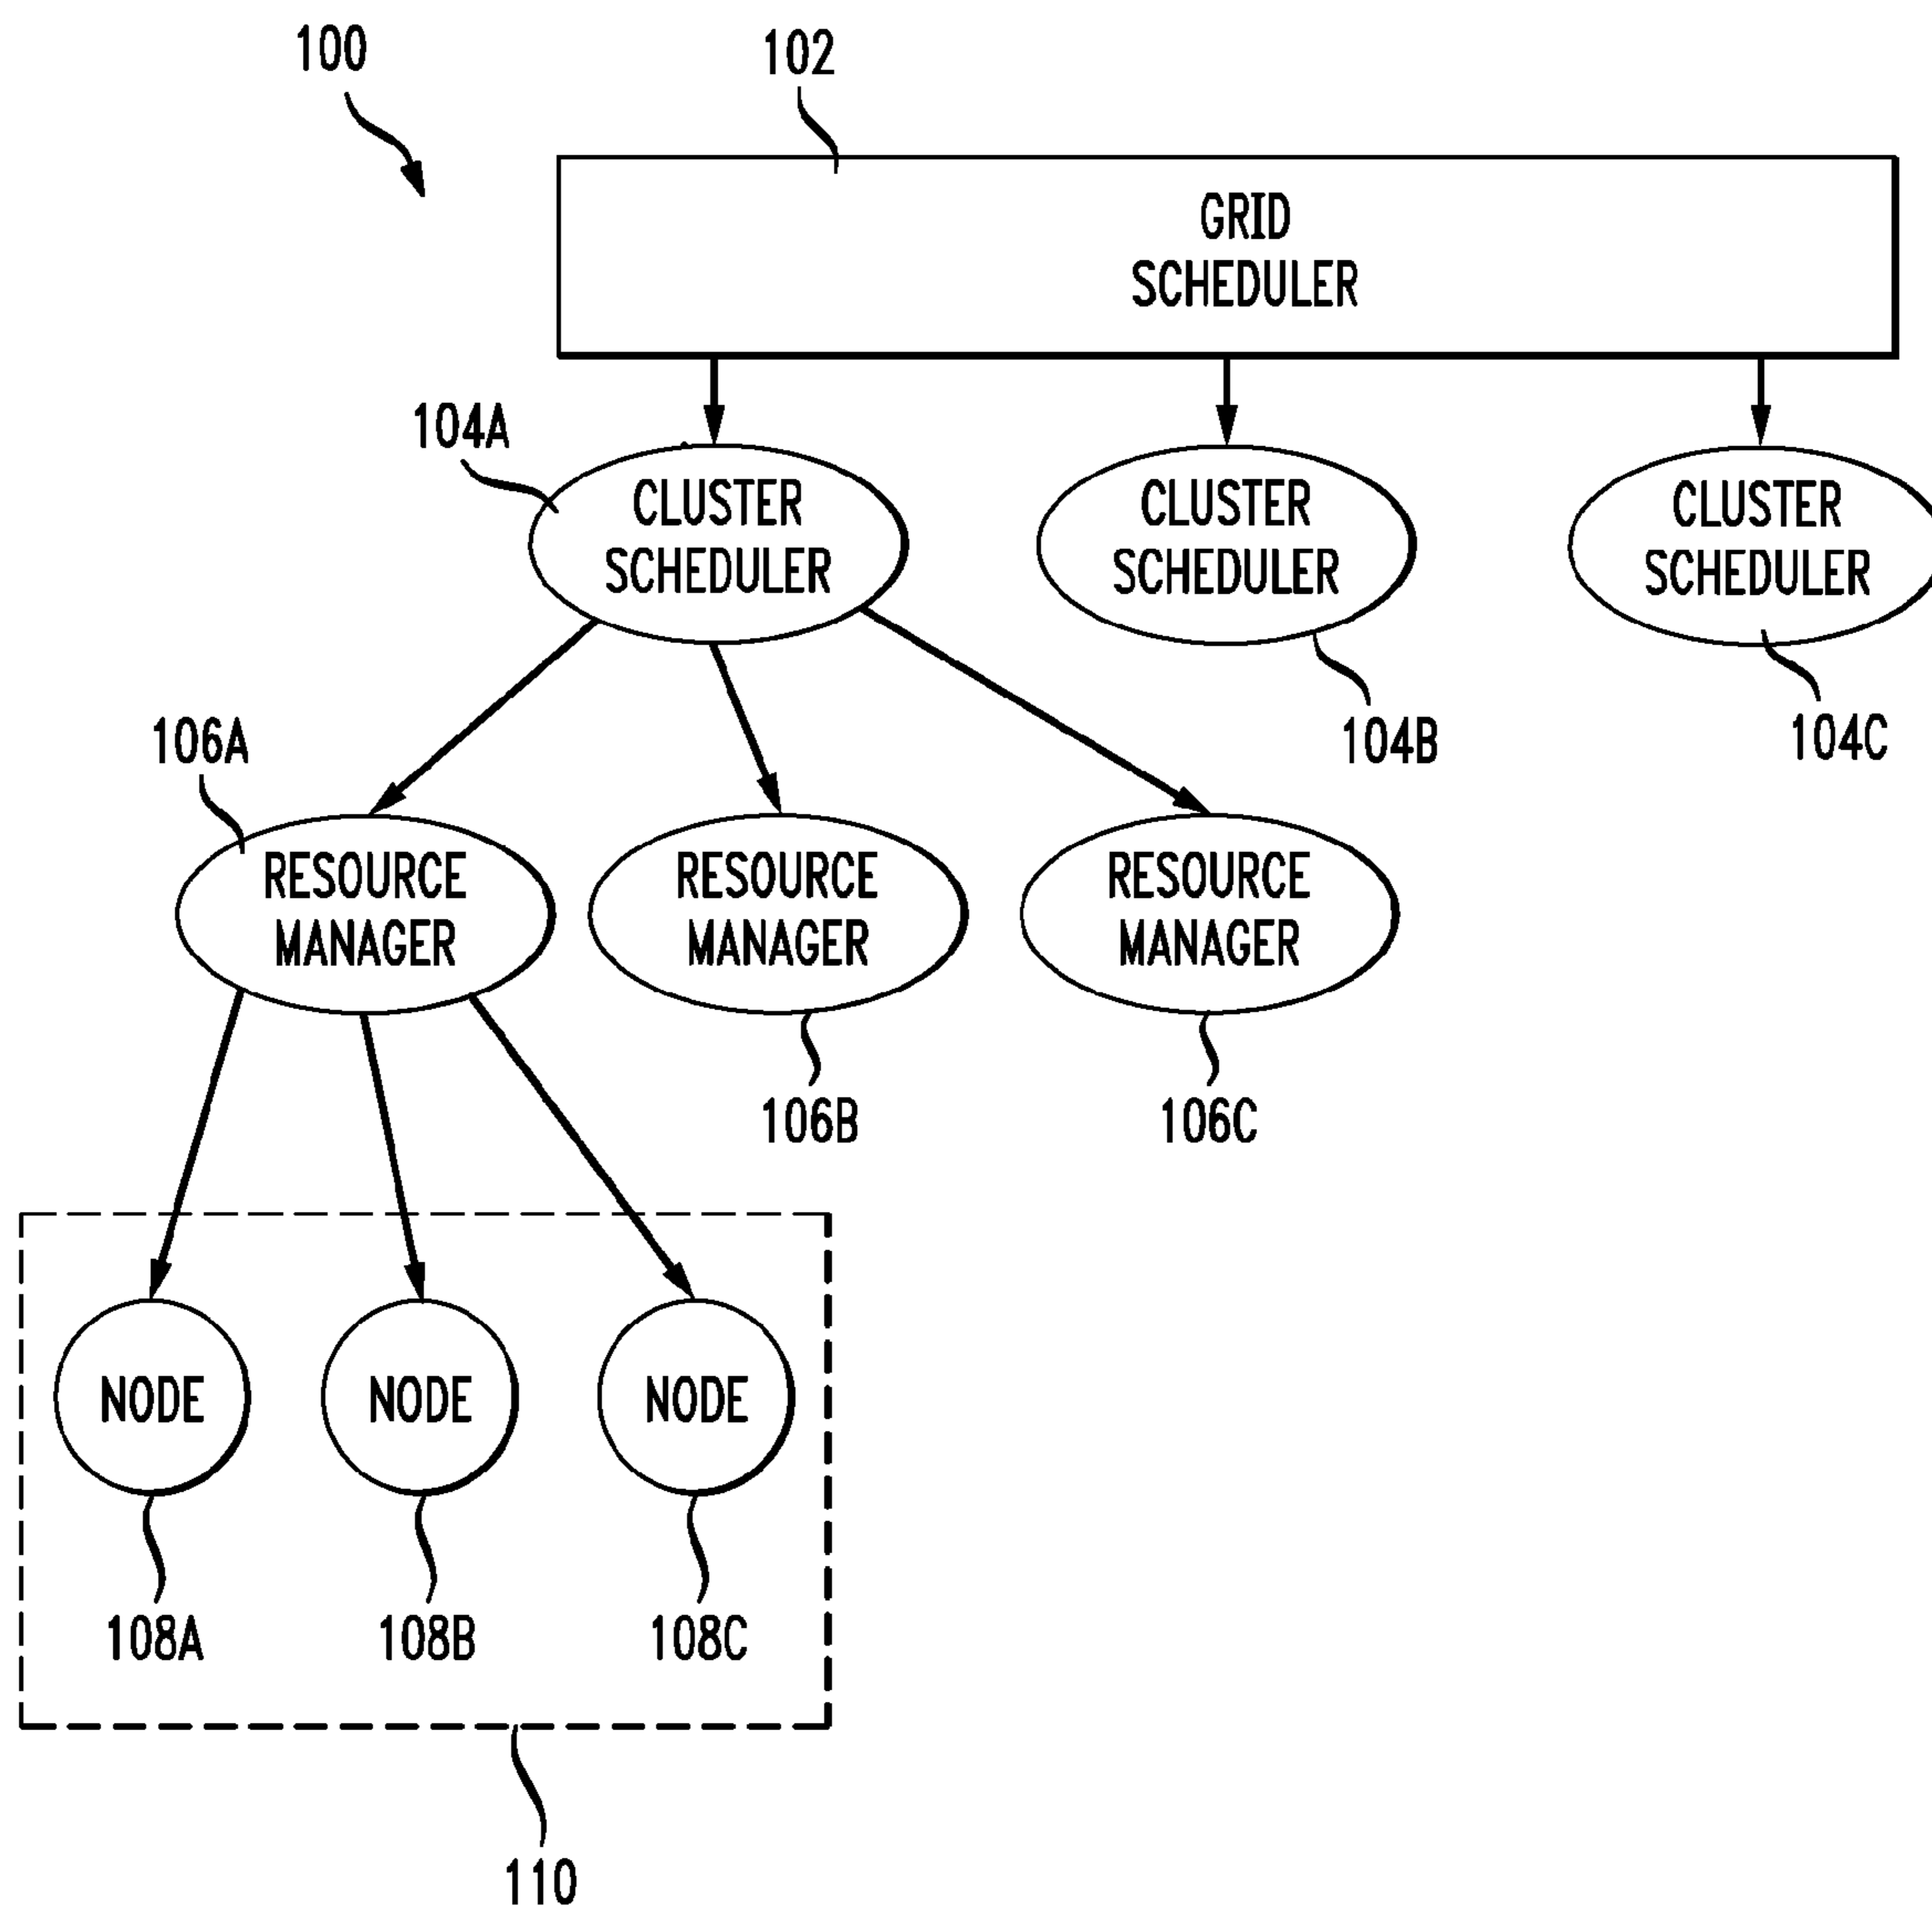 100
102
GRID
SCHEDULER
104A
CLUSTER
SCHEDULER
CLUSTER
SCHEDULER
CLUSTER
SCHEDULER
104B
104C
106A
RESOURCE
MANAGER
RESOURCE
MANAGER
RESOURCE
MANAGER
106B
106C
NODE
NODE
NODE
108A
108B
108C
110